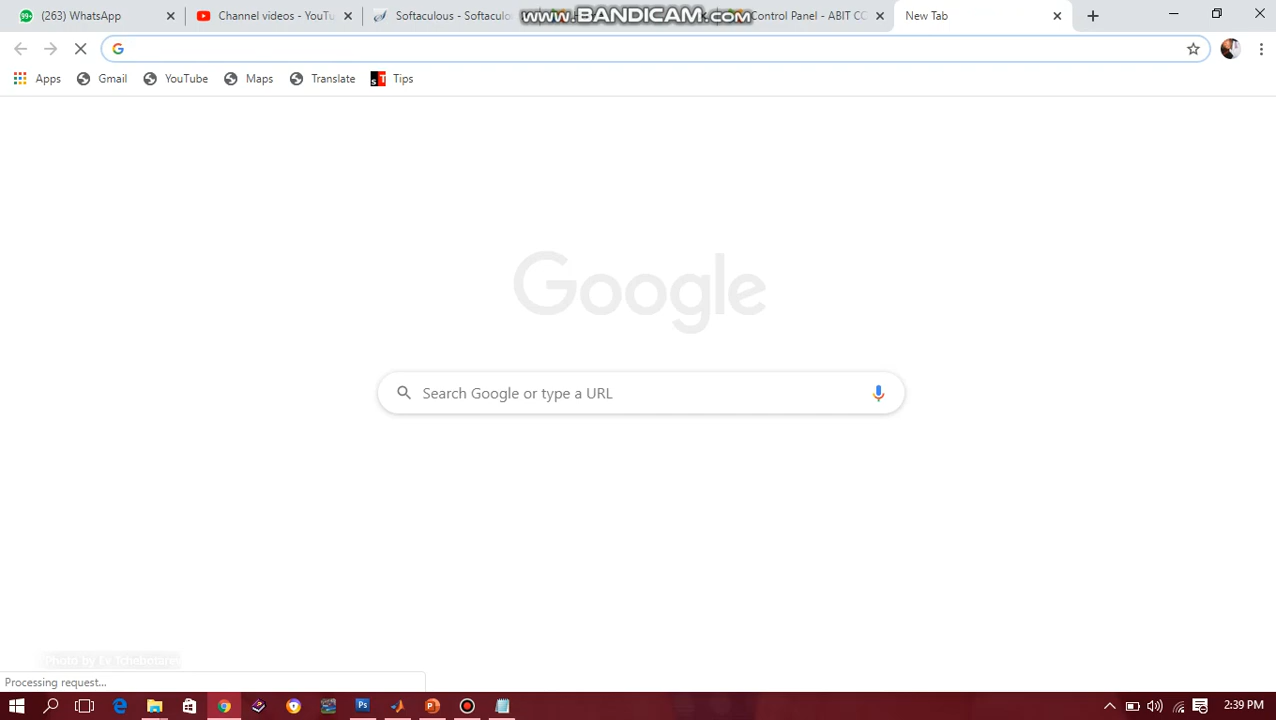 (263) WhatsApp
Channel videos - YouTu
Softaculous - Softaculo
www.BANDICAM.com
Control Panel - ABIT CC
New Tab
Apps
Gmail
YouTube
Maps
Translate
Tips
Google
Search Google or type a URL
Photo by Ev Tchebotarev
Processing request...
2:39 PM